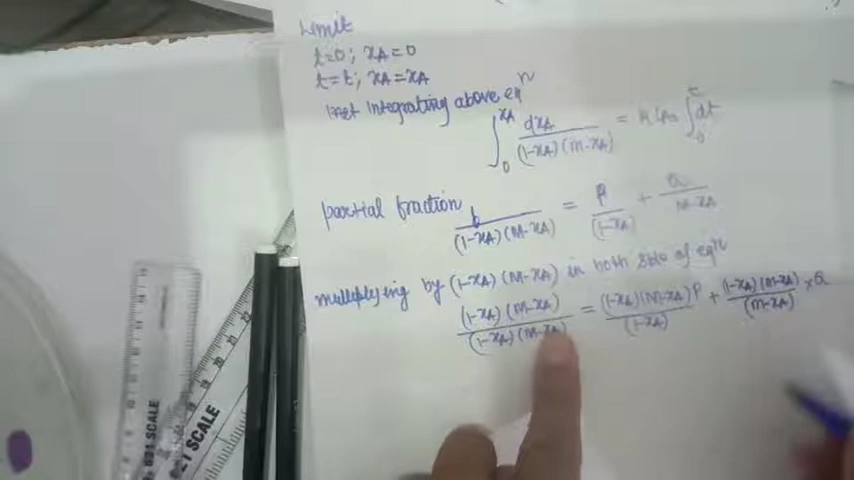 Limit
t=0; xA=0
t=t; xA=xA
integrating above eqn
∫0^xA dxA/(1-xA)(M-xA) = k CA0 ∫0^t dt
partial fraction 1/(1-xA)(M-xA) = P/(1-xA) + Q/M-xA
multiplying by (1-xA)(M-xA) in both side of eqn
(1-xA)(M-xA)/(1-xA)(M-xA) = (1-xA)(M-xA)P/(1-xA) + (1-xA)(M-xA)/(M-xA) × Q
SCALE
SCALE